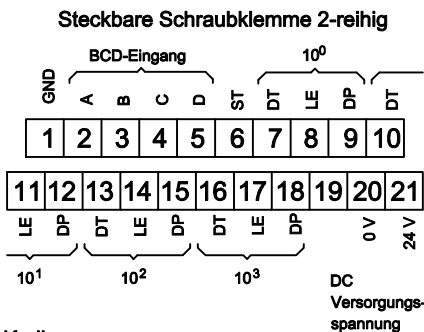 Steckbare Schraubklemme 2-reihig
BCD-Eingang 10⁰
GND A B C D ST DT LE DP DT
1 2 3 4 5 6 7 8 9 10
11 12 13 14 15 16 17 18 19 20 21
LE DP DT LE DP DT LE DP 0 V 24 V
10¹ 10² 10³
DC
Versorgungs-
spannung